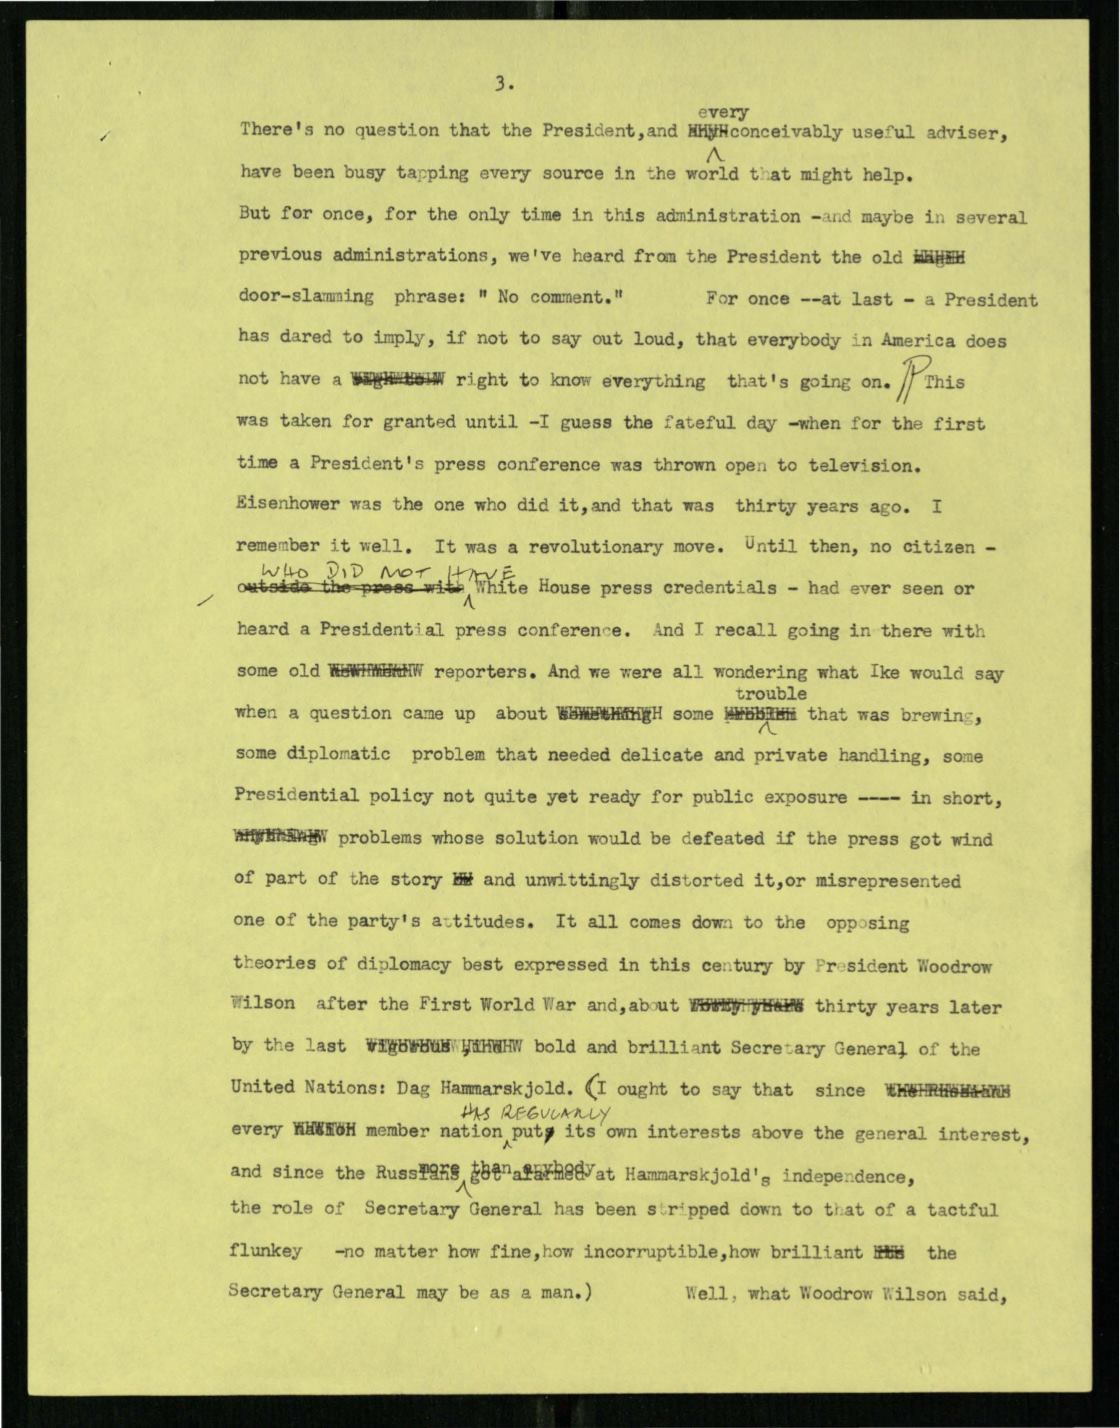 3.
every
There's no question that the President,and conceivably useful adviser,
have been busy tapping every source in the world that might help.
But for once, for the only time in this administration -and maybe in several
previous administrations, we've heard from the President the old
door-slamming phrase: " No comment." For once --at last - a President
has dared to imply, if not to say out loud, that everybody in America does
not have a right to know everything that's going on. This
was taken for granted until -I guess the fateful day -when for the first
time a President's press conference was thrown open to television.
Eisenhower was the one who did it,and that was thirty years ago. I
remember it well. It was a revolutionary move. Until then, no citizen -
WHO DID NOT HAVE
outside the press with White House press credentials - had ever seen or
heard a Presidential press conference. And I recall going in there with
some old reporters. And we were all wondering what Ike would say
trouble
when a question came up about some problem that was brewing,
some diplomatic problem that needed delicate and private handling, some
Presidential policy not quite yet ready for public exposure ---- in short,
problems whose solution would be defeated if the press got wind
of part of the story and unwittingly distorted it,or misrepresented
one of the party's attitudes. It all comes down to the opposing
theories of diplomacy best expressed in this century by President Woodrow
Wilson after the First World War and,about thirty years later
by the last vigorous bold and brilliant Secretary General of the
United Nations: Dag Hammarskjold. (I ought to say that since
HAS REGULARLY
every member nation put its own interests above the general interest,
more than anybody
and since the Russians got alarmed at Hammarskjold's independence,
the role of Secretary General has been stripped down to that of a tactful
flunkey -no matter how fine,how incorruptible,how brilliant the
Secretary General may be as a man.) Well, what Woodrow Wilson said,